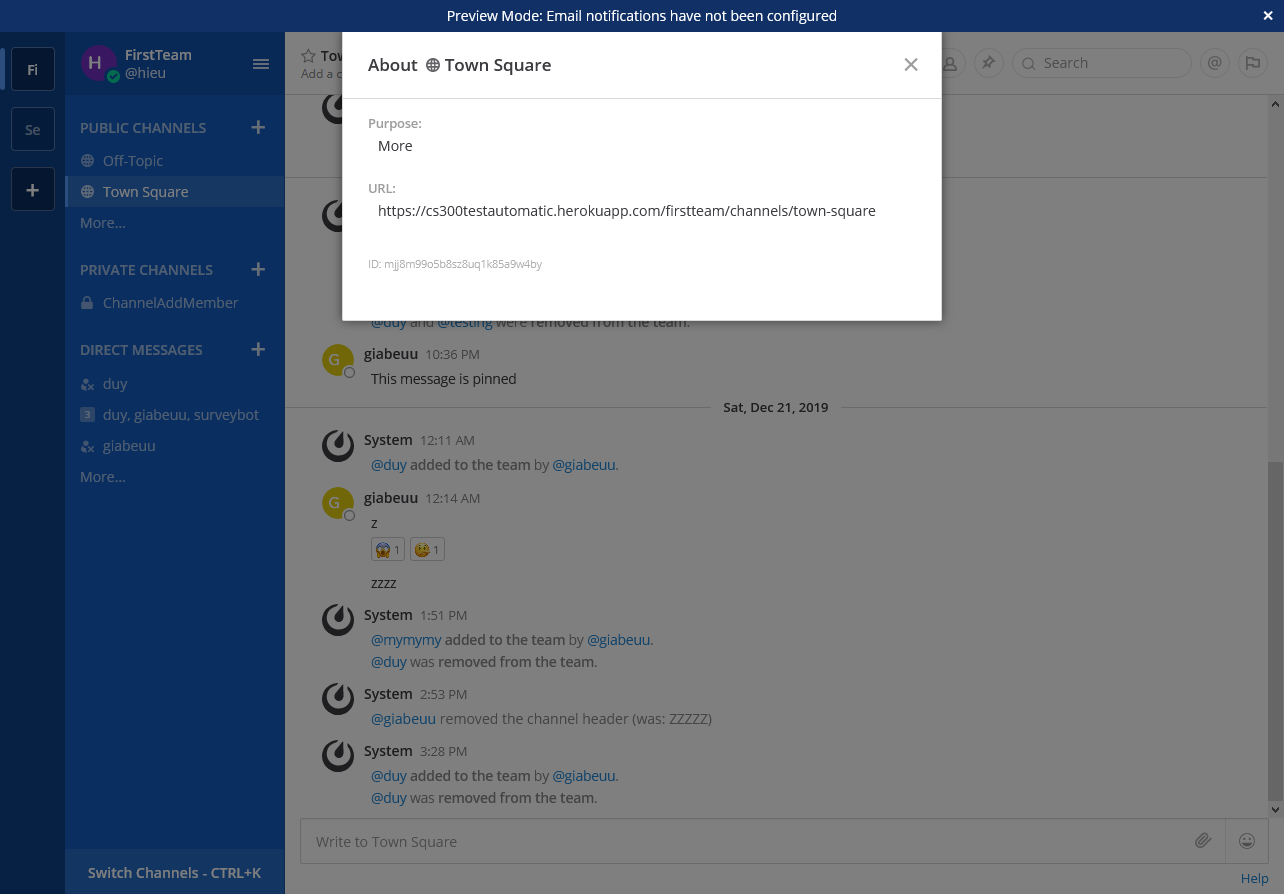 Preview Mode: Email notifications have not been configured
Fi
Se
H
FirstTeam
@hieu
PUBLIC CHANNELS
Off-Topic
Town Square
More...
PRIVATE CHANNELS
ChannelAddMember
DIRECT MESSAGES
duy
3 duy, giabeuu, surveybot
giabeuu
More...
Switch Channels - CTRL+K
Search
@
About Town Square
Purpose:
More
URL:
https://cs300testautomatic.herokuapp.com/firstteam/channels/town-square
ID: mjj8m99o5b8sz8uq1k85a9w4by
@duy and @testing were removed from the team.
G
giabeuu 10:36 PM
This message is pinned
Sat, Dec 21, 2019
System 12:11 AM
@duy added to the team by @giabeuu.
G
giabeuu 12:14 AM
z
1 1
zzzz
System 1:51 PM
@mymymy added to the team by @giabeuu.
@duy was removed from the team.
System 2:53 PM
@giabeuu removed the channel header (was: ZZZZZ)
System 3:28 PM
@duy added to the team by @giabeuu.
@duy was removed from the team.
Write to Town Square
Help